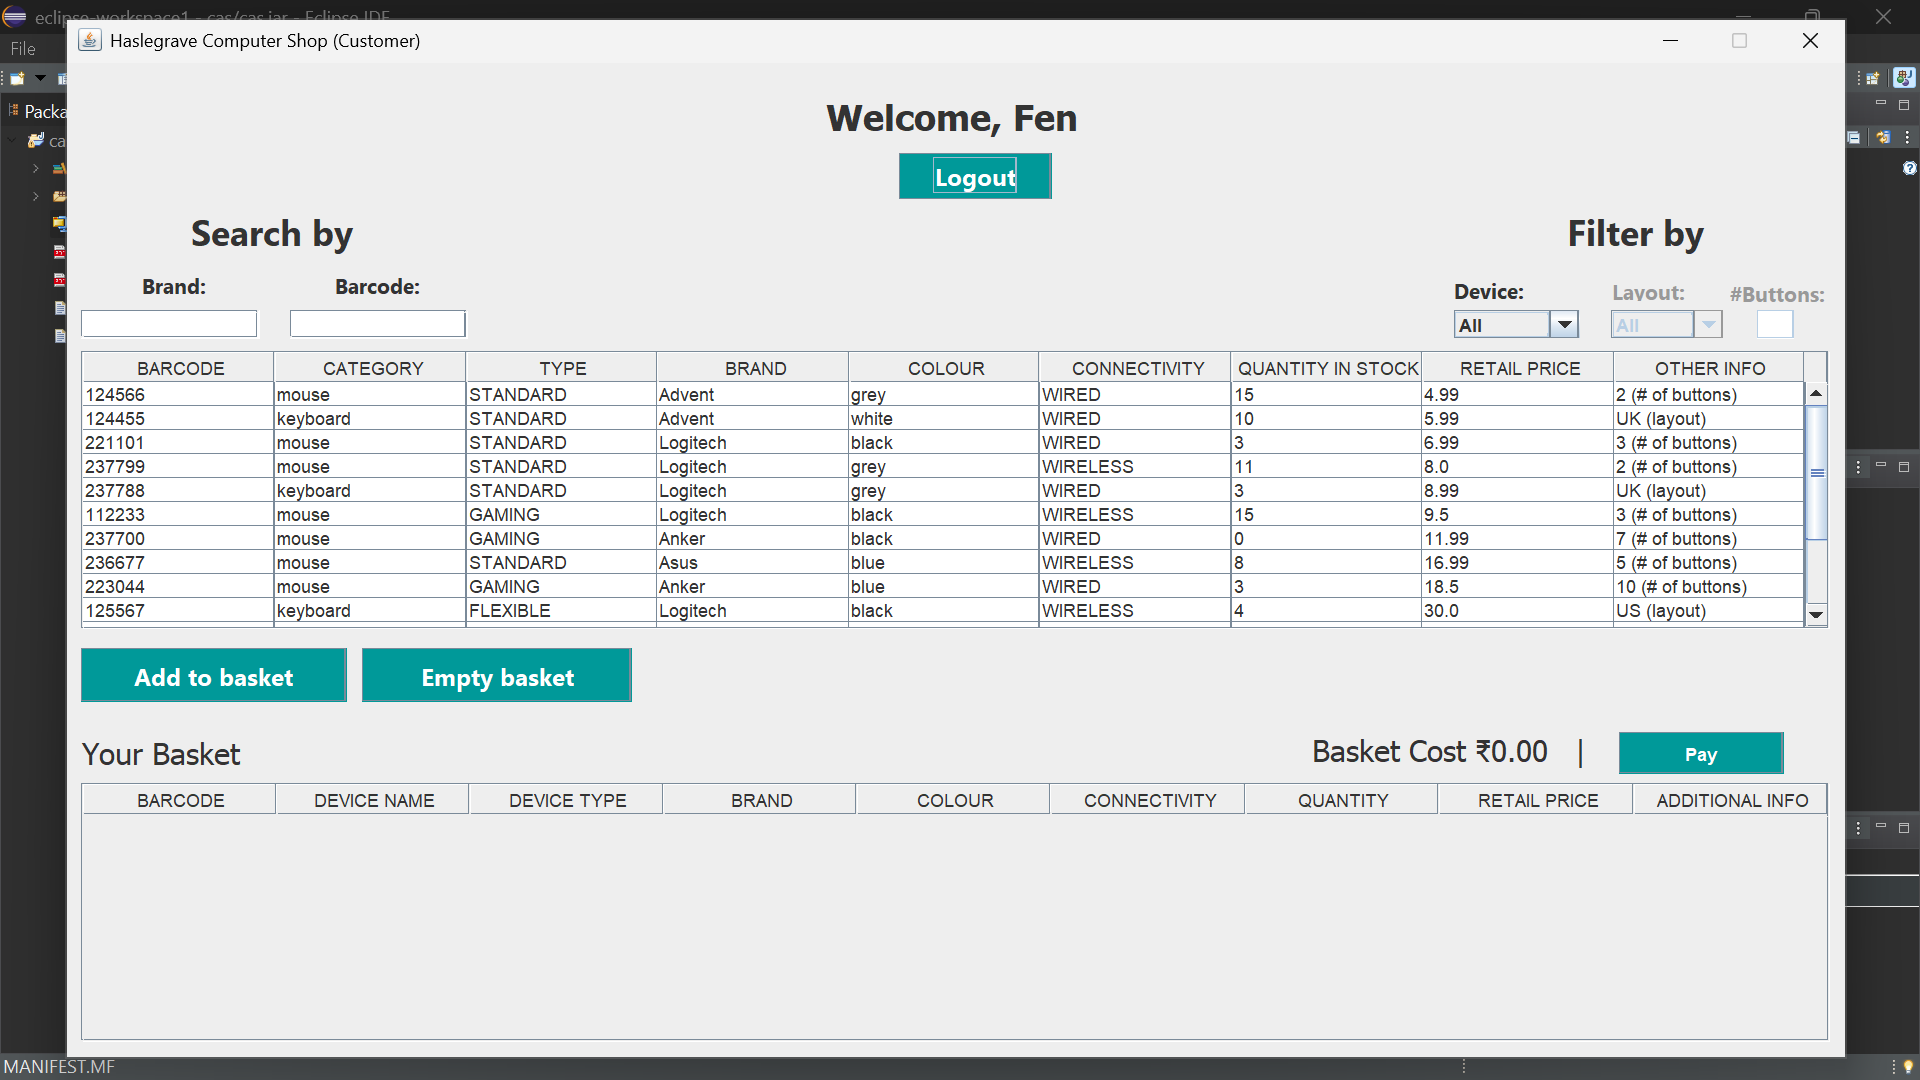 eclipse-workspace1 - cas/cas.jar - Eclipse IDE
Haslegrave Computer Shop (Customer)
File
Welcome, Fen
Logout
Packa
ca
Search by
Filter by
Brand:
Barcode:
Device:
Layout:
#Buttons:
All
All
BARCODE CATEGORY TYPE BRAND COLOUR CONNECTIVITY QUANTITY IN STOCK RETAIL PRICE OTHER INFO
124566 mouse STANDARD Advent grey WIRED 15 4.99 2 (# of buttons)
124455 keyboard STANDARD Advent white WIRED 10 5.99 UK (layout)
221101 mouse STANDARD Logitech black WIRED 3 6.99 3 (# of buttons)
237799 mouse STANDARD Logitech grey WIRELESS 11 8.0 2 (# of buttons)
237788 keyboard STANDARD Logitech grey WIRED 3 8.99 UK (layout)
112233 mouse GAMING Logitech black WIRELESS 15 9.5 3 (# of buttons)
237700 mouse GAMING Anker black WIRED 0 11.99 7 (# of buttons)
236677 mouse STANDARD Asus blue WIRELESS 8 16.99 5 (# of buttons)
223044 mouse GAMING Anker blue WIRED 3 18.5 10 (# of buttons)
125567 keyboard FLEXIBLE Logitech black WIRELESS 4 30.0 US (layout)
Add to basket
Empty basket
Your Basket
Basket Cost ₹0.00 |
Pay
BARCODE DEVICE NAME DEVICE TYPE BRAND COLOUR CONNECTIVITY QUANTITY RETAIL PRICE ADDITIONAL INFO
MANIFEST.MF